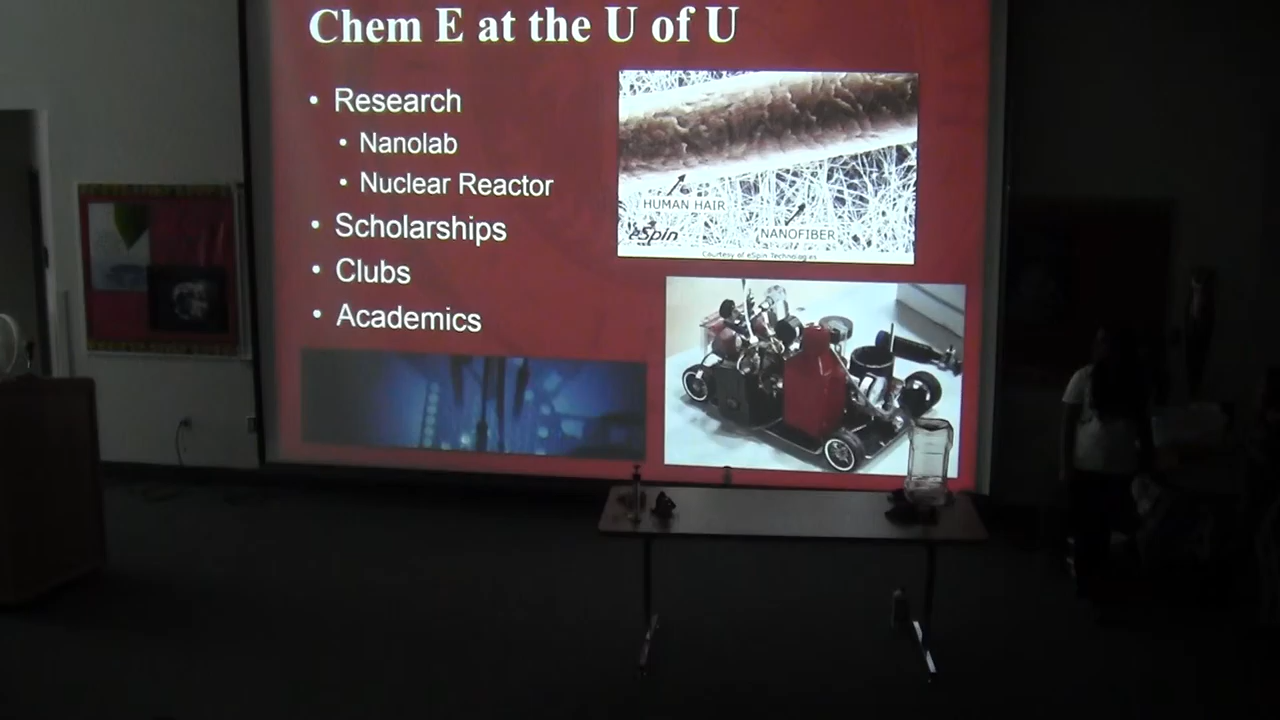 Chem E at the U of U
• Research
• Nanolab
• Nuclear Reactor
• Scholarships
• Clubs
• Academics
HUMAN HAIR
NANOFIBER
eSpin
Courtesy of eSpin Technologies